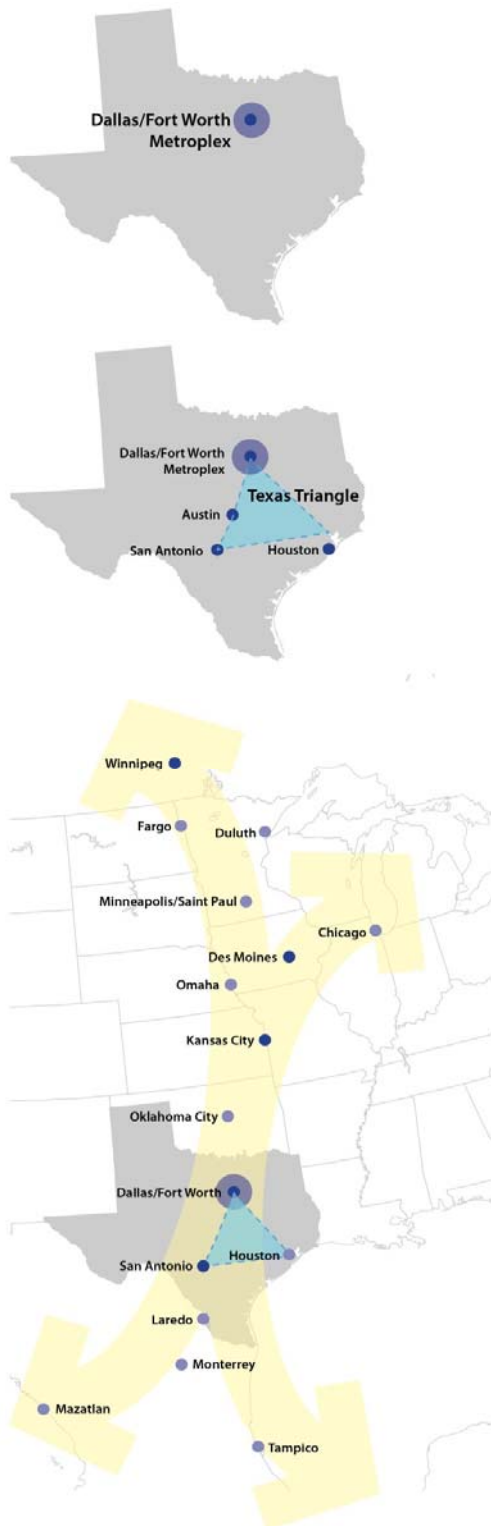 Dallas/Fort Worth
Metroplex
Dallas/Fort Worth
Metroplex
Texas Triangle
Austin
San Antonio
Houston
Winnipeg
Fargo
Duluth
Minneapolis/Saint Paul
Chicago
Des Moines
Omaha
Kansas City
Oklahoma City
Dallas/Fort Worth
Houston
San Antonio
Laredo
Monterrey
Mazatlan
Tampico